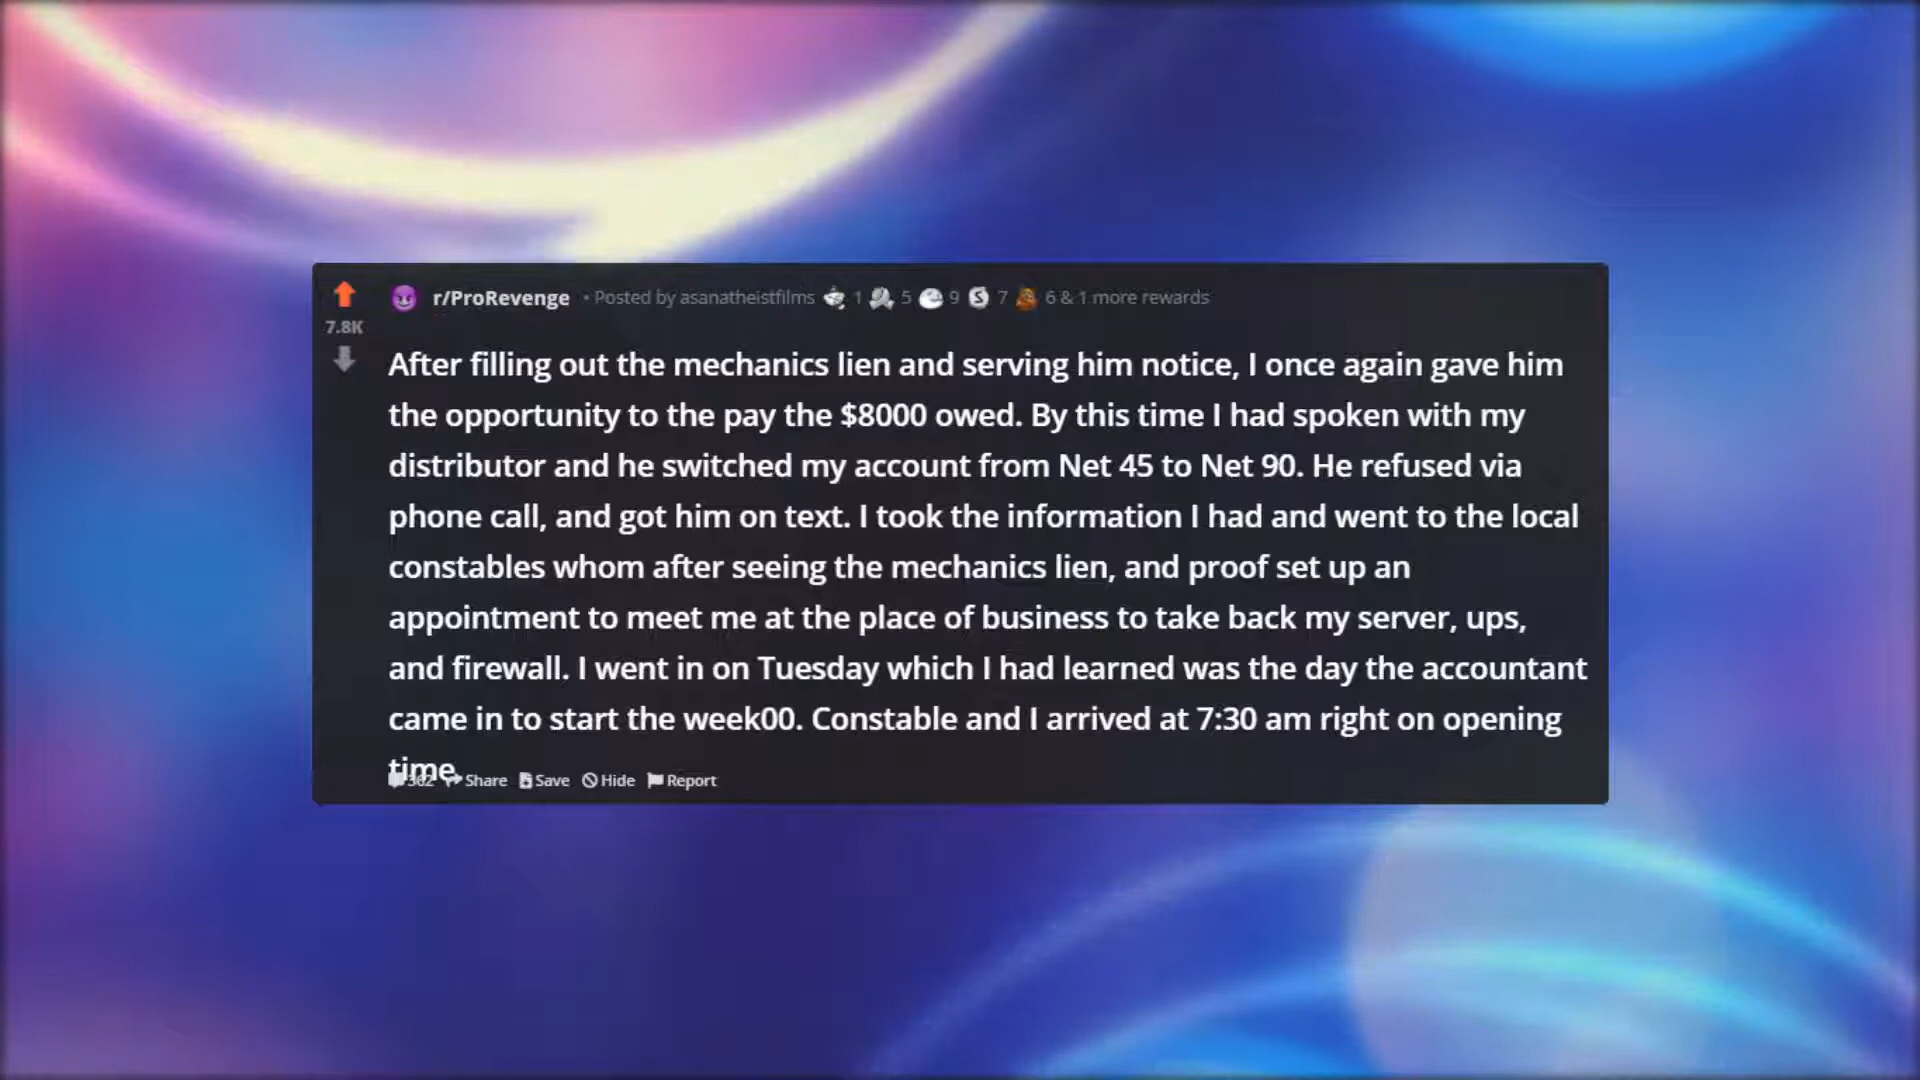 r/ProRevenge • Posted by asanatheistfilms 1 5 9 S 7 6 & 1 more rewards
7.8K
After filling out the mechanics lien and serving him notice, I once again gave him
the opportunity to the pay the $8000 owed. By this time I had spoken with my
distributor and he switched my account from Net 45 to Net 90. He refused via
phone call, and got him on text. I took the information I had and went to the local
constables whom after seeing the mechanics lien, and proof set up an
appointment to meet me at the place of business to take back my server, ups,
and firewall. I went in on Tuesday which I had learned was the day the accountant
came in to start the week00. Constable and I arrived at 7:30 am right on opening
time.
362 Share Save Hide Report